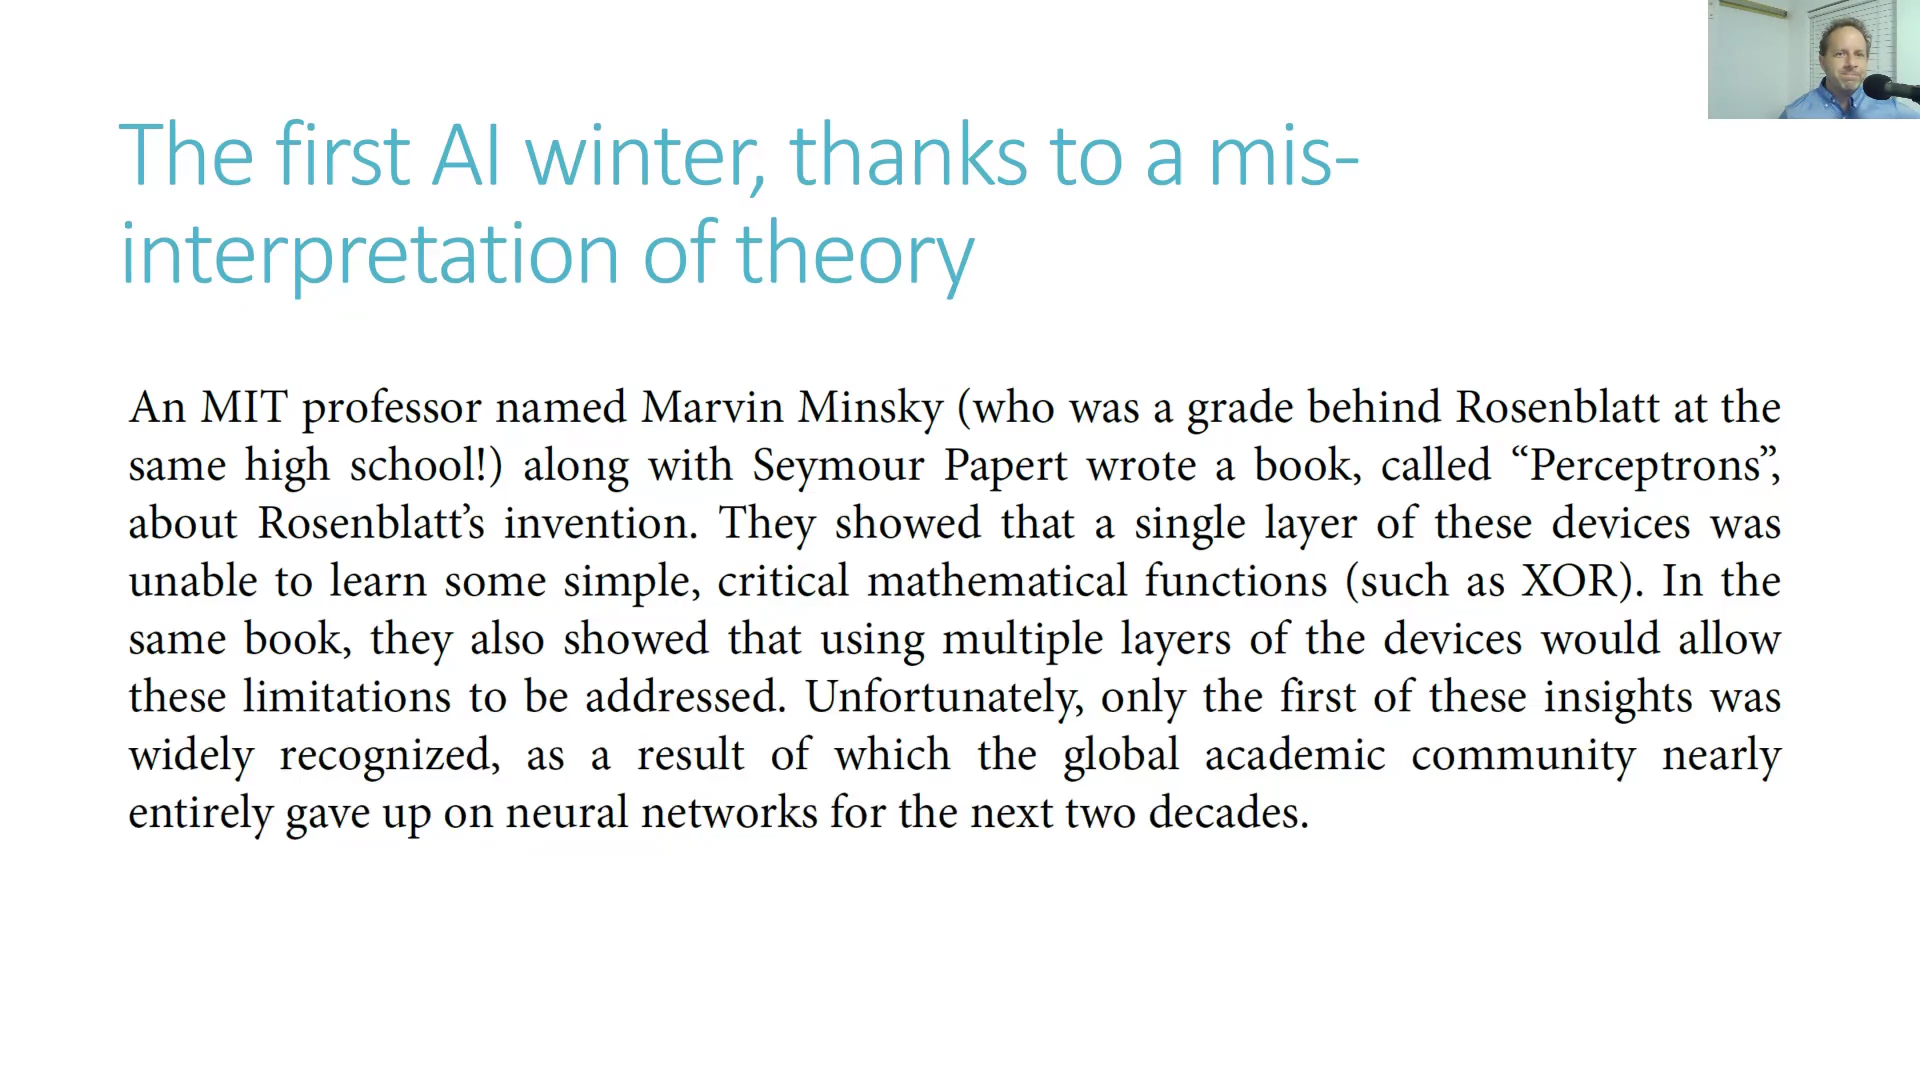 The first AI winter, thanks to a mis-
interpretation of theory
An MIT professor named Marvin Minsky (who was a grade behind Rosenblatt at the
same high school!) along with Seymour Papert wrote a book, called “Perceptrons”,
about Rosenblatt’s invention. They showed that a single layer of these devices was
unable to learn some simple, critical mathematical functions (such as XOR). In the
same book, they also showed that using multiple layers of the devices would allow
these limitations to be addressed. Unfortunately, only the first of these insights was
widely recognized, as a result of which the global academic community nearly
entirely gave up on neural networks for the next two decades.